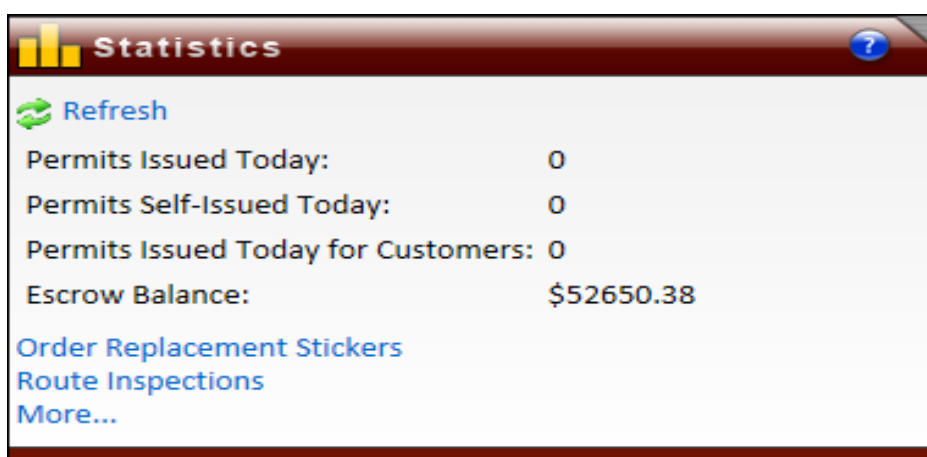 Statistics
?
Refresh
Permits Issued Today: 0
Permits Self-Issued Today: 0
Permits Issued Today for Customers: 0
Escrow Balance: $52650.38
Order Replacement Stickers
Route Inspections
More...